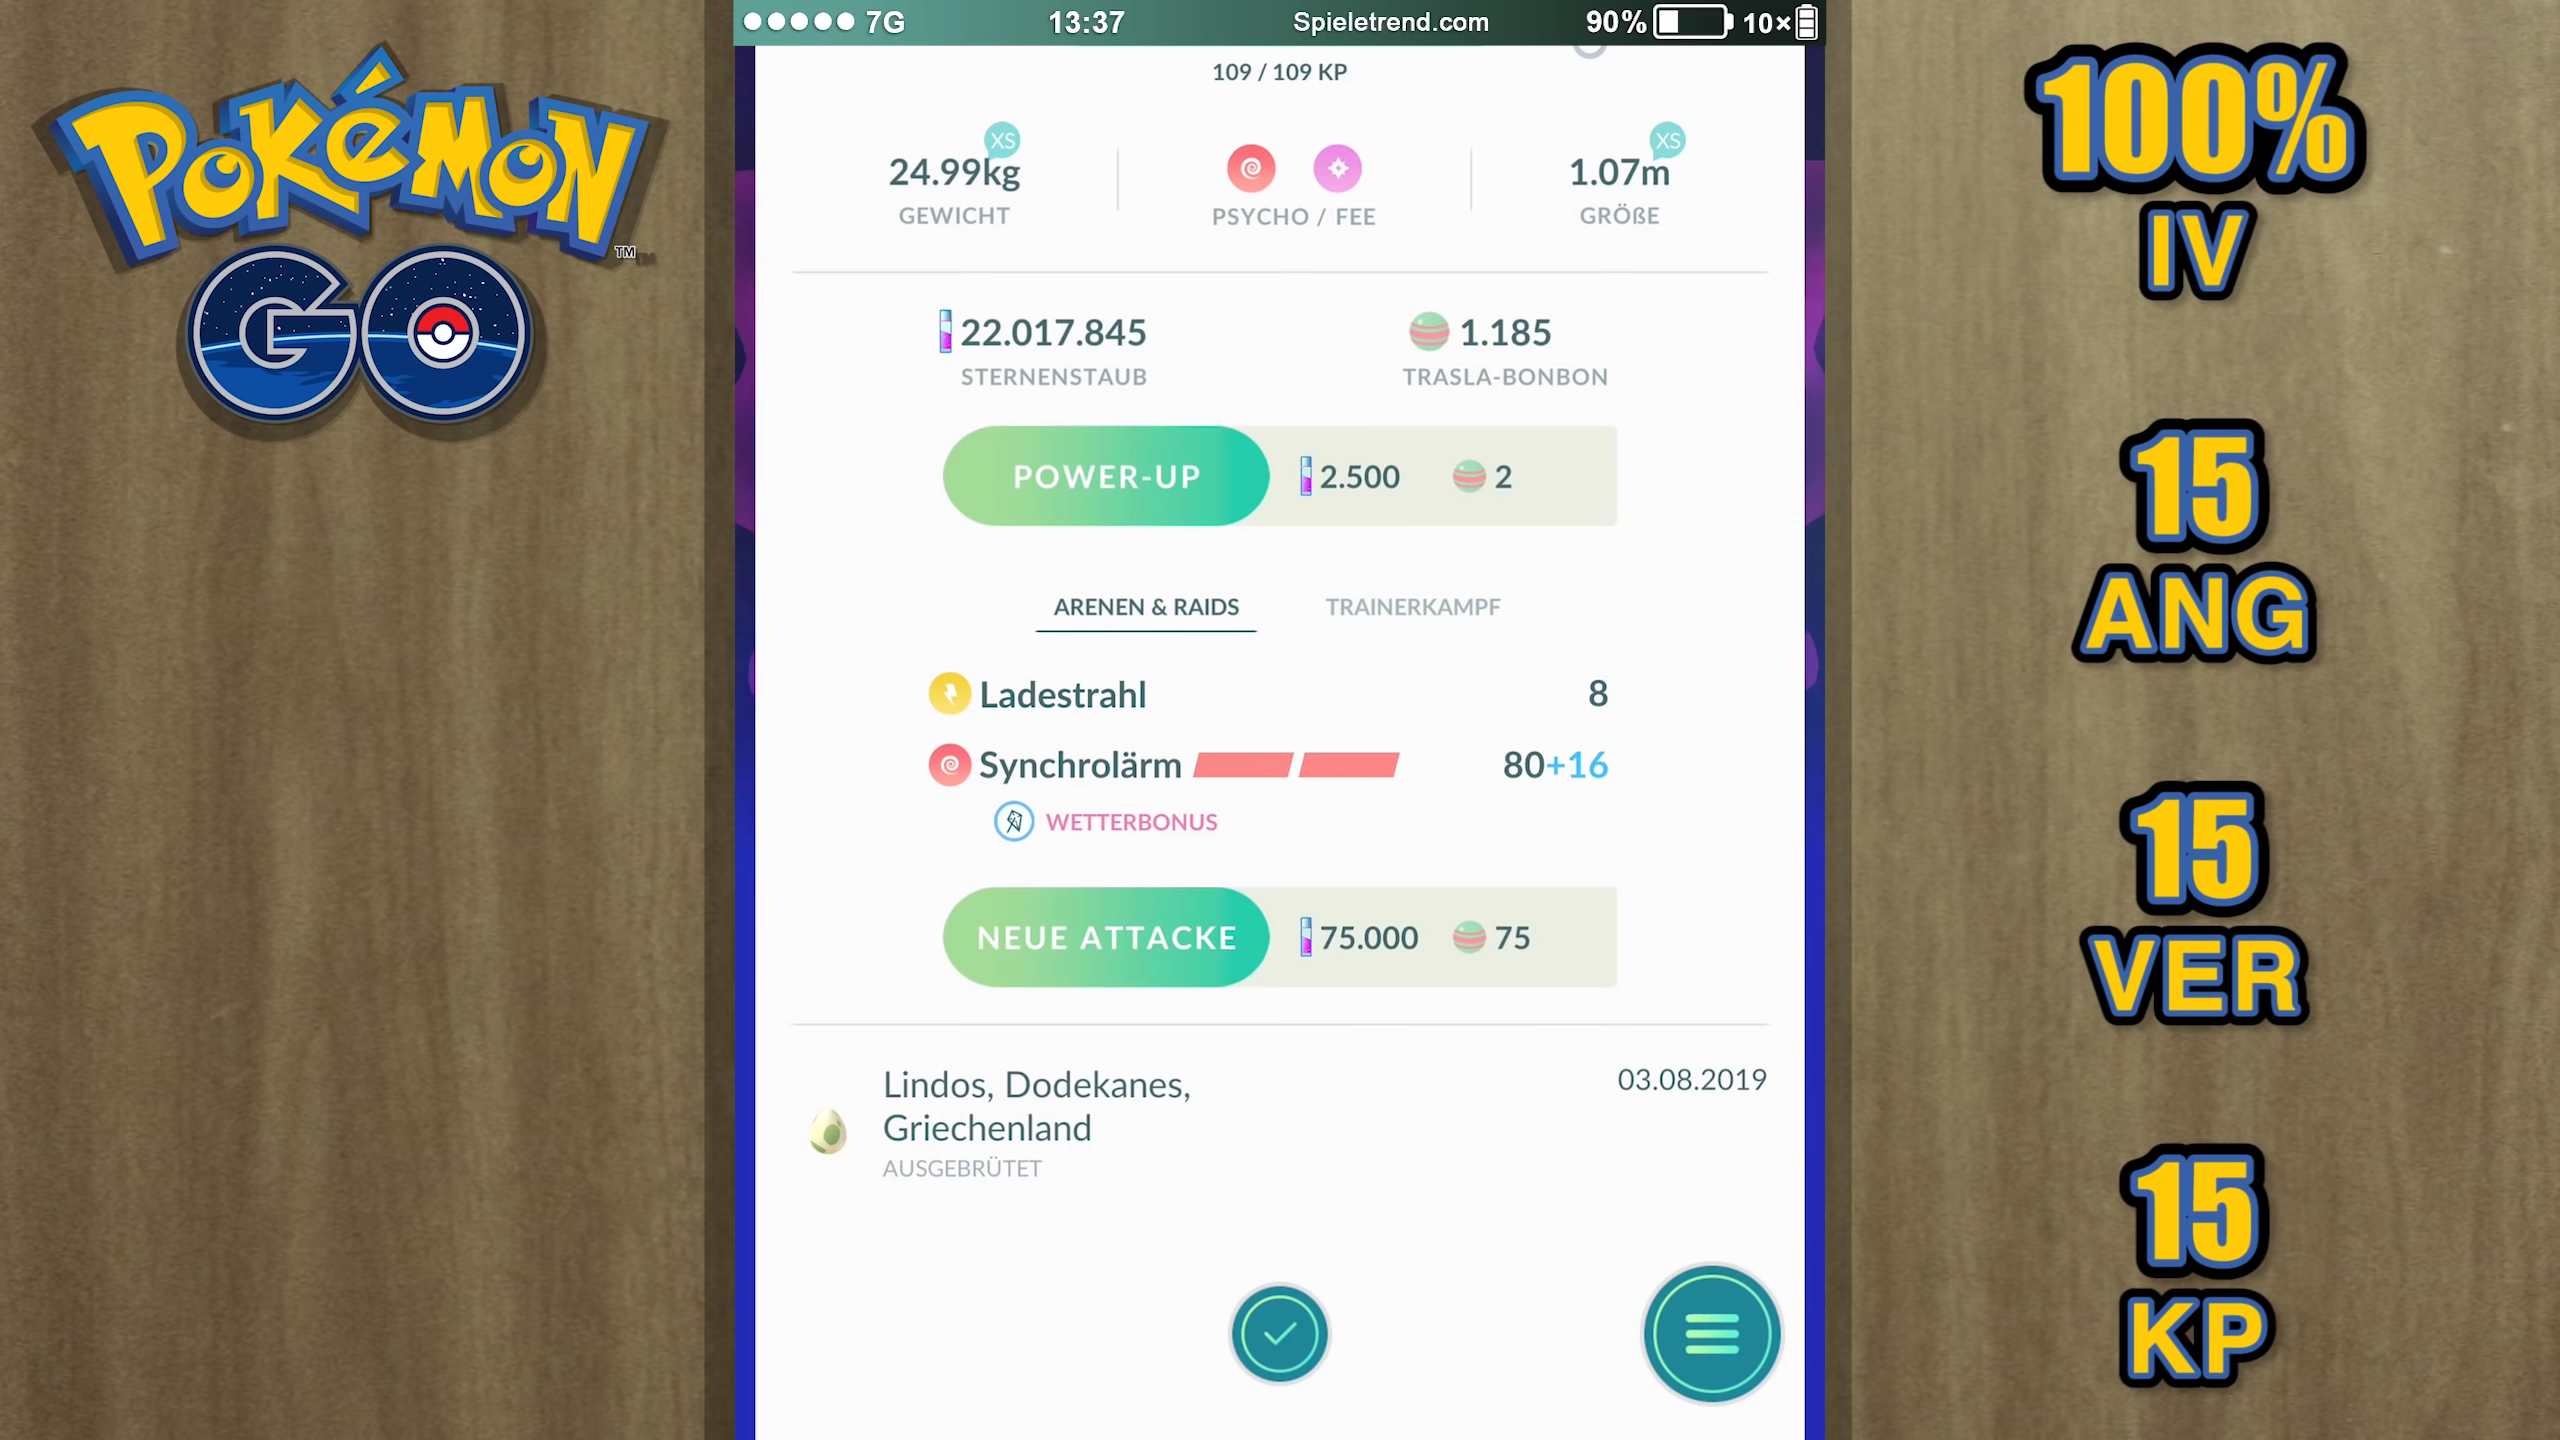 POKÉMON
GO
TM
7G 13:37 Spieletrend.com 90% 10×
109 / 109 KP
XS XS
24.99kg 1.07m
GEWICHT PSYCHO / FEE GRÖßE
22.017.845 1.185
STERNENSTAUB TRASLA-BONBON
POWER-UP 2.500 2
ARENEN & RAIDS TRAINERKAMPF
Ladestrahl 8
Synchrolärm 80+16
WETTERBONUS
NEUE ATTACKE 75.000 75
Lindos, Dodekanes, 03.08.2019
Griechenland
AUSGEBRÜTET
100%
IV
15
ANG
15
VER
15
KP